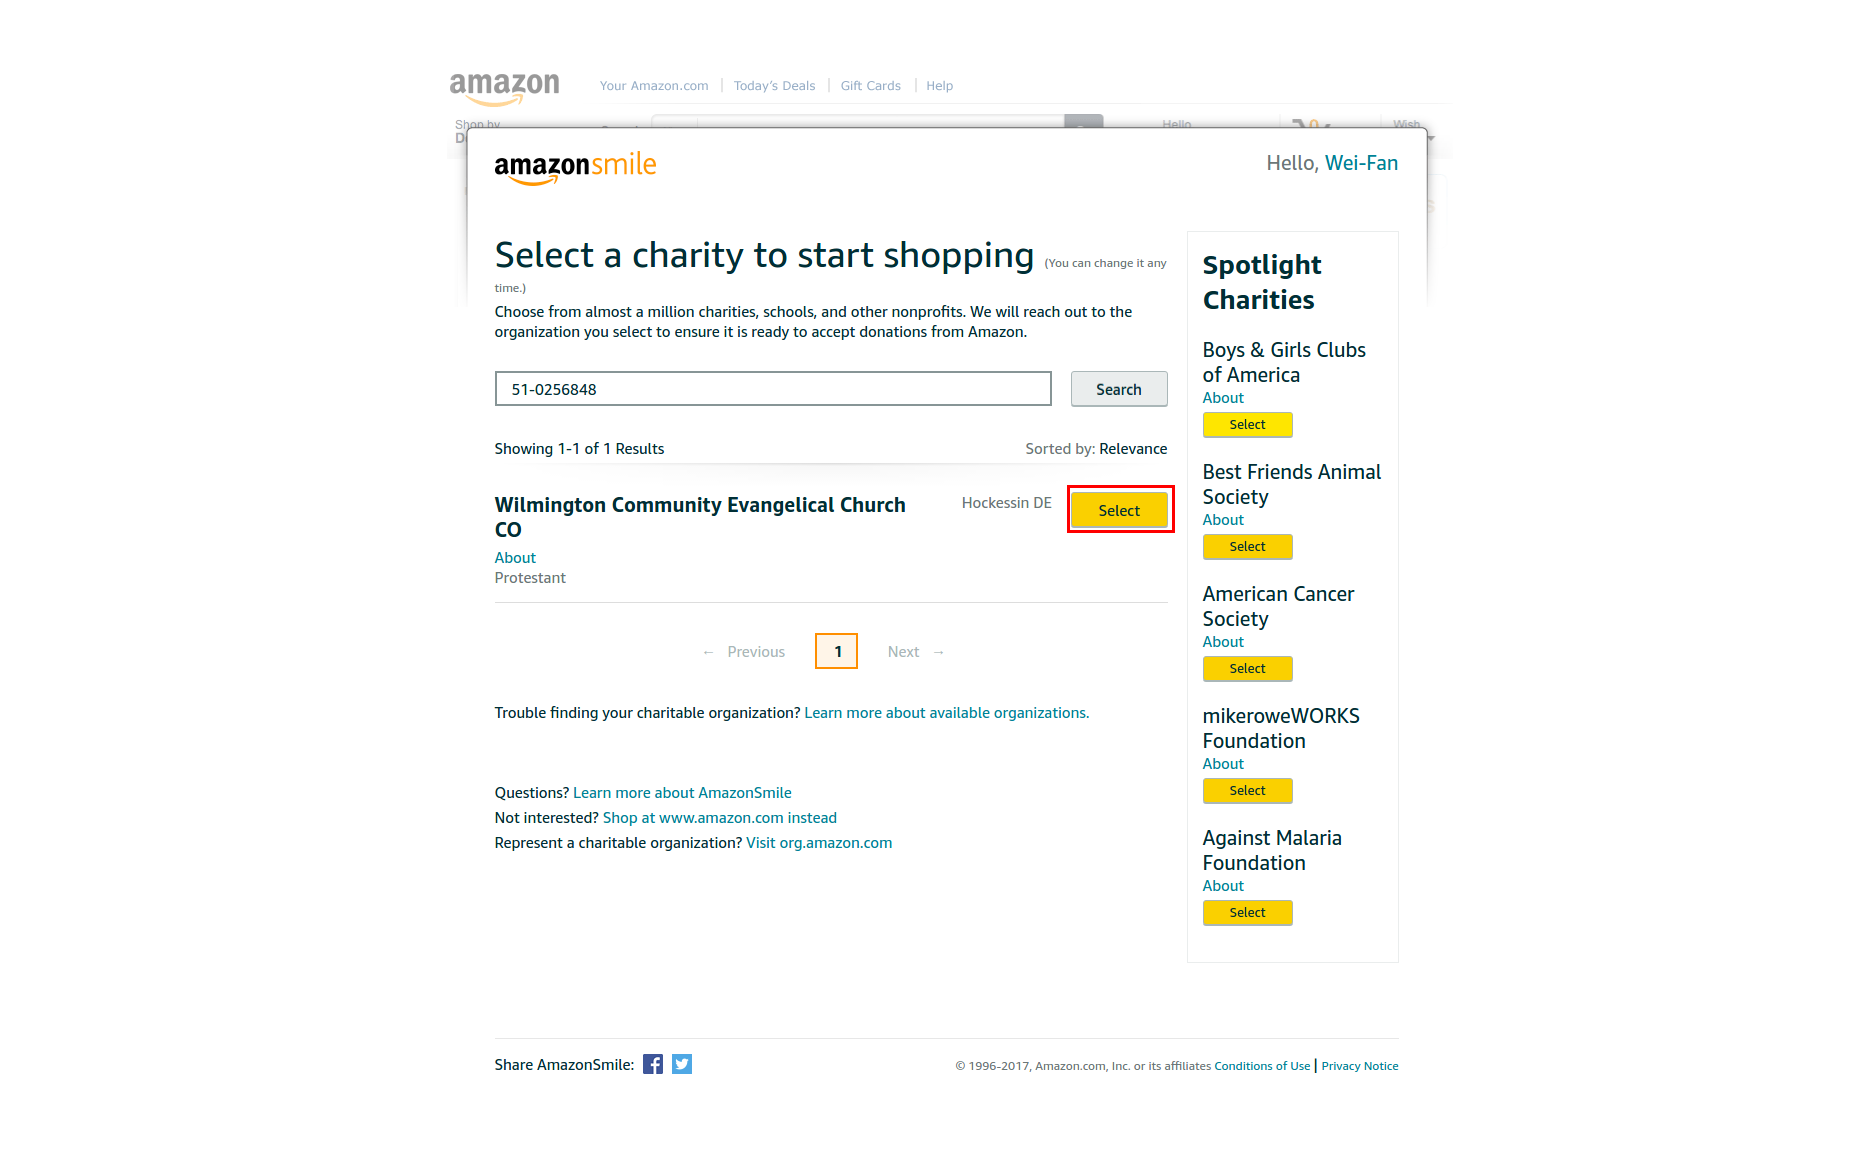 amazon
Your Amazon.com | Today's Deals | Gift Cards | Help
Shop by
Hello
Wish
amazonsmile
Hello, Wei-Fan
Select a charity to start shopping (You can change it any
time.)
Choose from almost a million charities, schools, and other nonprofits. We will reach out to the
organization you select to ensure it is ready to accept donations from Amazon.
51-0256848
Search
Showing 1-1 of 1 Results
Sorted by: Relevance
Wilmington Community Evangelical Church
CO
Hockessin DE
Select
About
Protestant
← Previous
1
Next →
Trouble finding your charitable organization? Learn more about available organizations.
Questions? Learn more about AmazonSmile
Not interested? Shop at www.amazon.com instead
Represent a charitable organization? Visit org.amazon.com
Spotlight
Charities
Boys & Girls Clubs
of America
About
Select
Best Friends Animal
Society
About
Select
American Cancer
Society
About
Select
mikeroweWORKS
Foundation
About
Select
Against Malaria
Foundation
About
Select
Share AmazonSmile:
© 1996-2017, Amazon.com, Inc. or its affiliates Conditions of Use | Privacy Notice